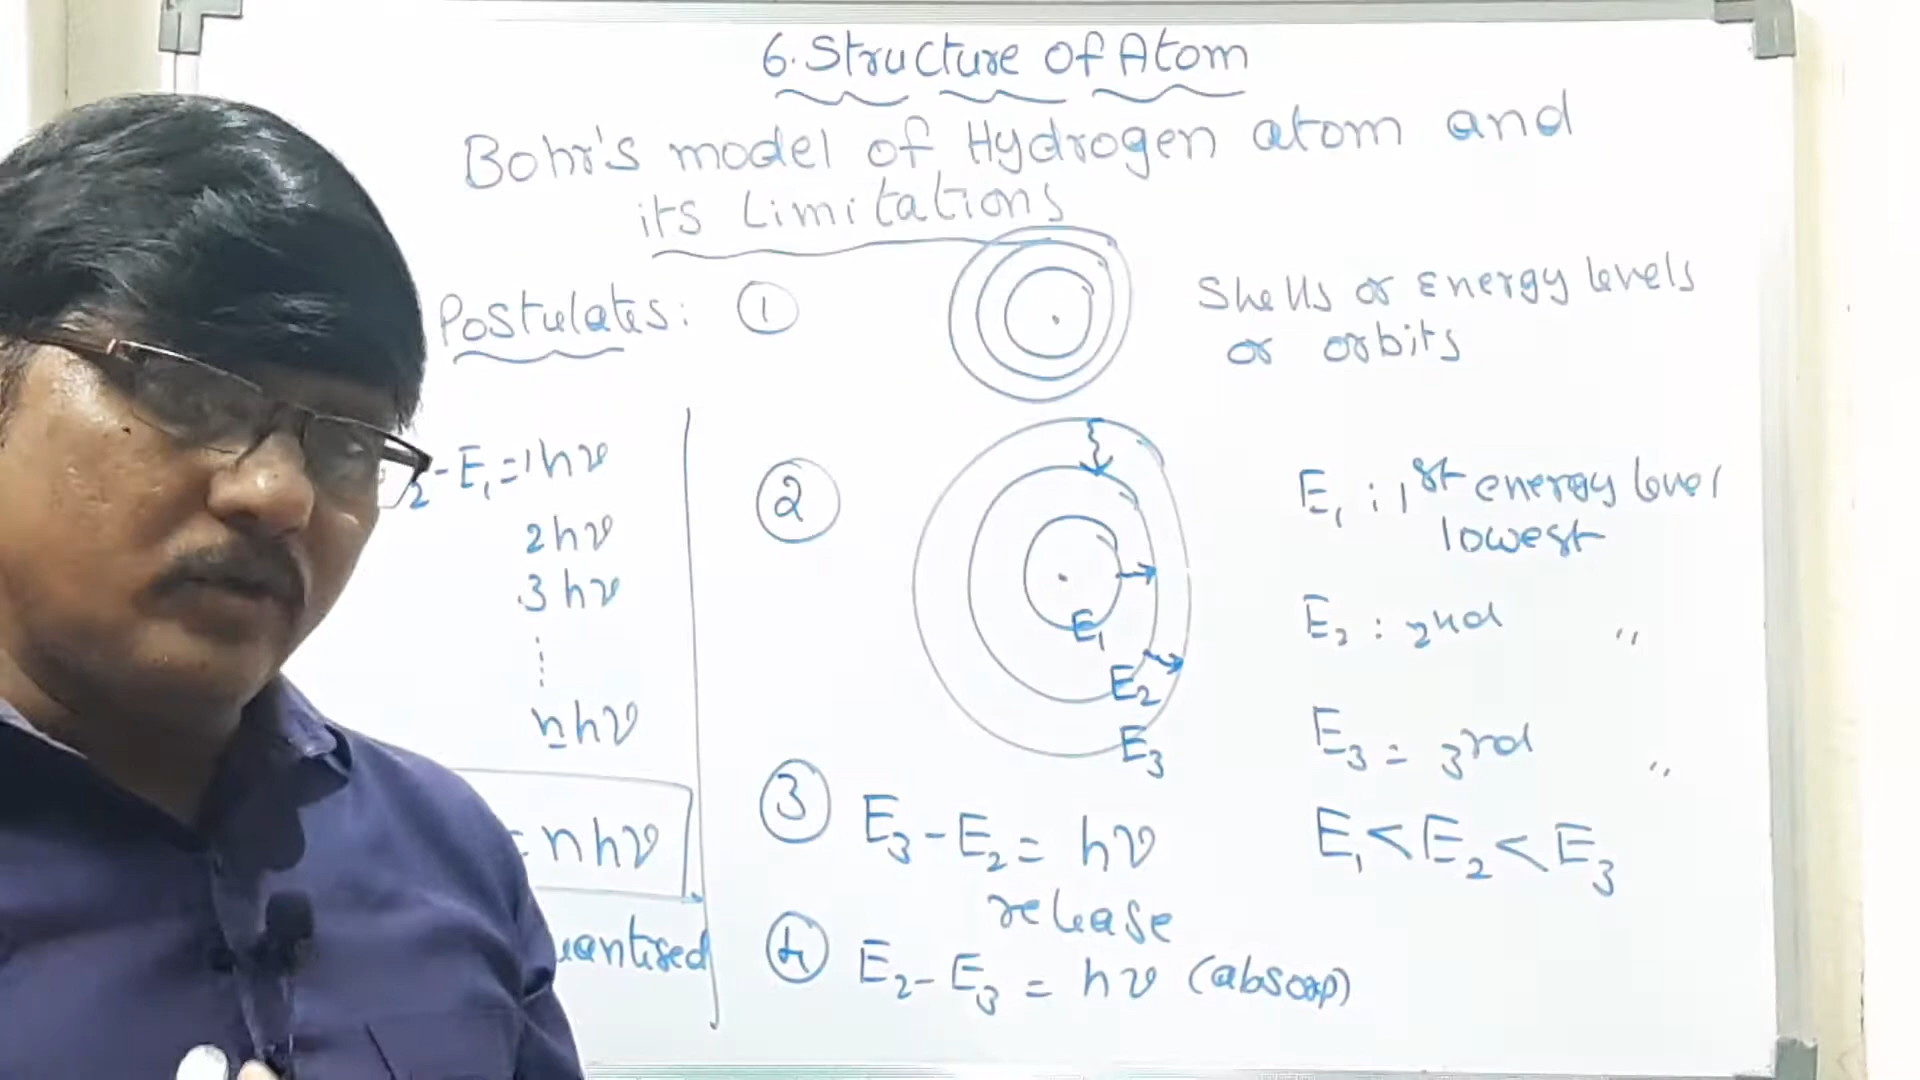 6. Structure of Atom
Bohr's model of Hydrogen atom and
its Limitations
Postulates: ①
Shells or Energy levels
or orbits
2-E1=1hν
2hν
3hν
nhν
= nhν
uantised
②
E1
E2
E3
E1 : 1st energy level
lowest
E2 : 2nd "
E3 = 3rd "
E1 < E2 < E3
③ E3-E2 = hν
release
④ E2-E3 = hν (absorp)